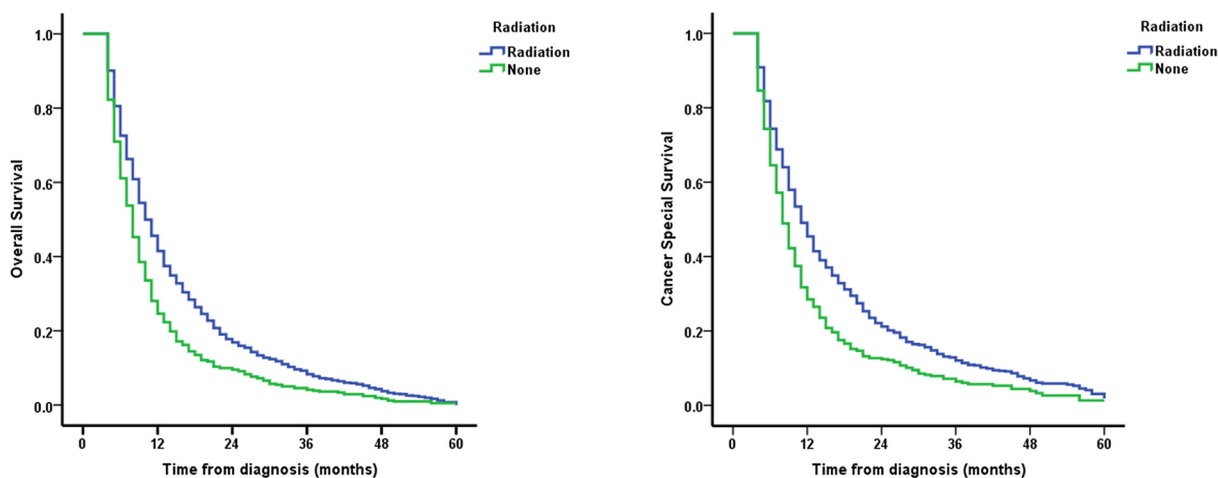 Radiation
Radiation
None
Overall Survival
1.0
0.8
0.6
0.4
0.2
0.0
0 12 24 36 48 60
Time from diagnosis (months)
Radiation
Radiation
None
Cancer Special Survival
1.0
0.8
0.6
0.4
0.2
0.0
0 12 24 36 48 60
Time from diagnosis (months)